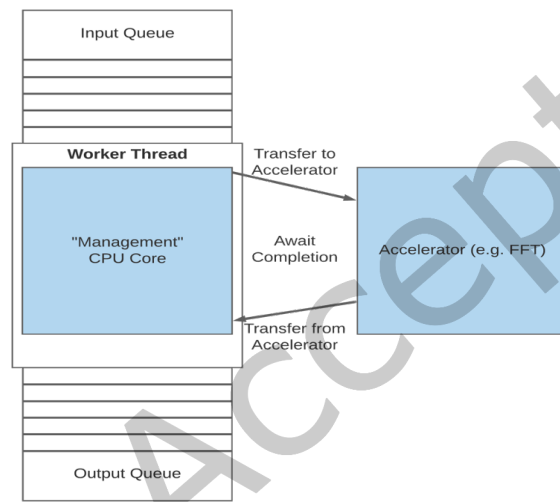 Input Queue
Worker Thread
Transfer to
Accelerator
"Management"
CPU Core
Await
Completion
Accelerator (e.g. FFT)
Transfer from
Accelerator
Output Queue
Accept